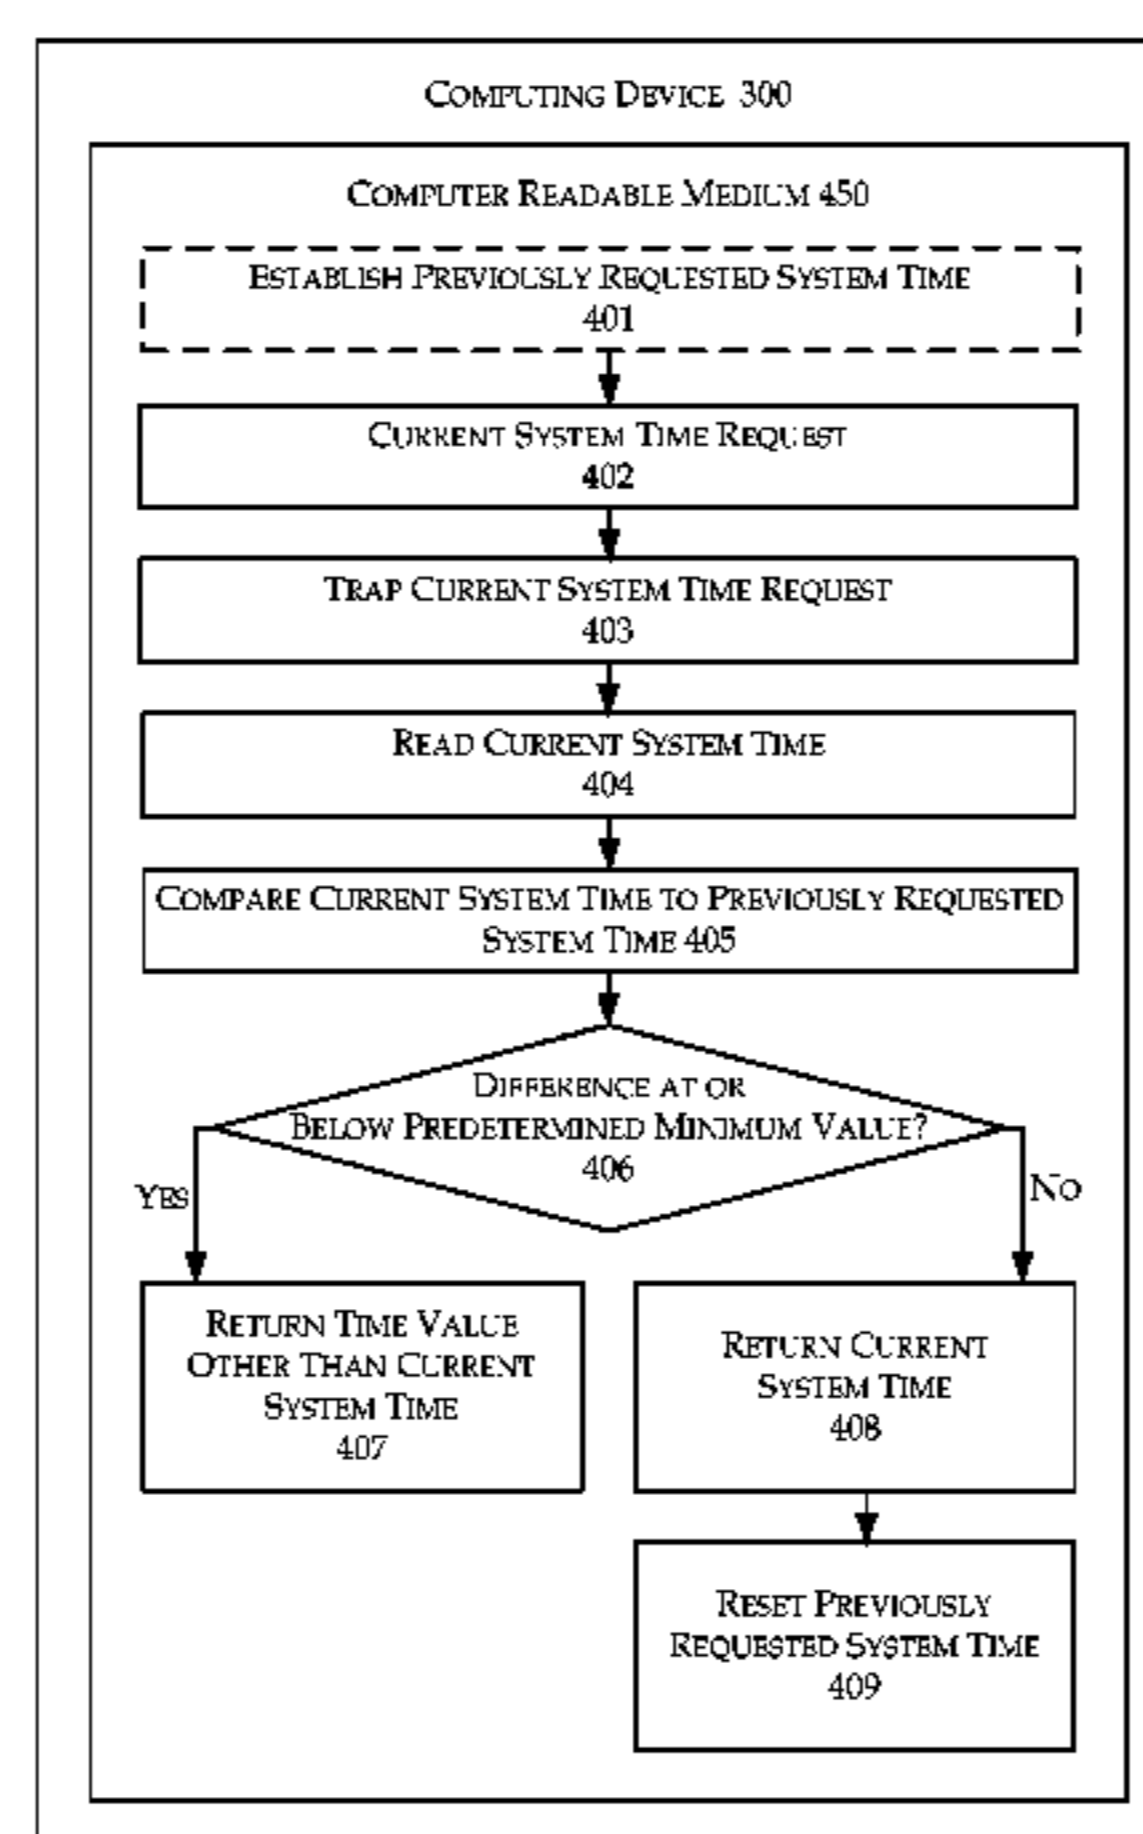 COMPUTING DEVICE 300
COMPUTER READABLE MEDIUM 450
ESTABLISH PREVIOUSLY REQUESTED SYSTEM TIME
401
CURRENT SYSTEM TIME REQUEST
402
TRAP CURRENT SYSTEM TIME REQUEST
403
READ CURRENT SYSTEM TIME
404
COMPARE CURRENT SYSTEM TIME TO PREVIOUSLY REQUESTED
SYSTEM TIME 405
DIFFERENCE AT OR
BELOW PREDETERMINED MINIMUM VALUE?
406
YES
NO
RETURN TIME VALUE
OTHER THAN CURRENT
SYSTEM TIME
407
RETURN CURRENT
SYSTEM TIME
408
RESET PREVIOUSLY
REQUESTED SYSTEM TIME
409